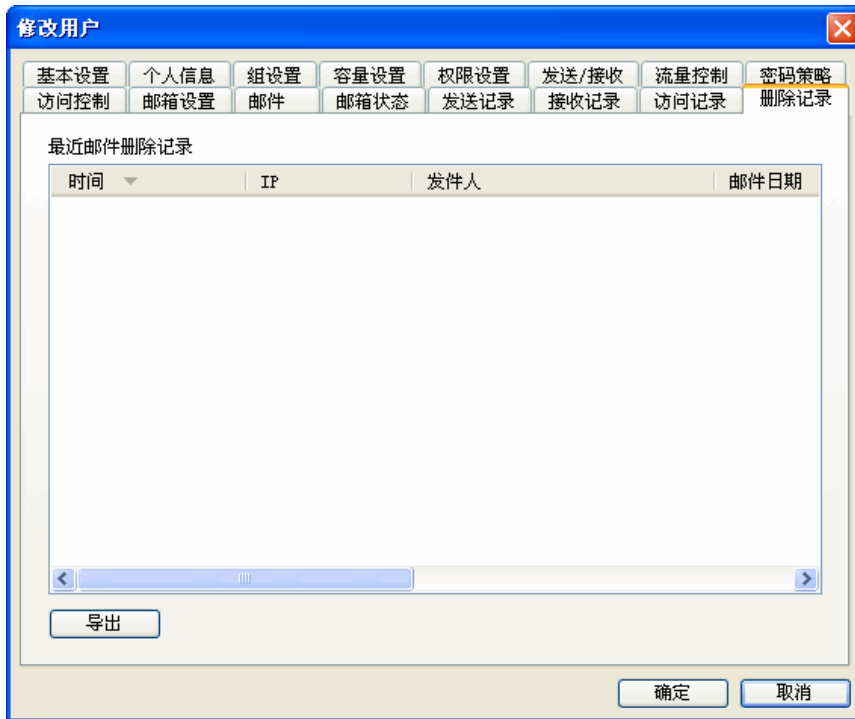 修改用户
基本设置 个人信息 组设置 容量设置 权限设置 发送/接收 流量控制 密码策略
访问控制 邮箱设置 邮件 邮箱状态 发送记录 接收记录 访问记录 删除记录
最近邮件删除记录
时间 IP 发件人 邮件日期
导出
确定 取消